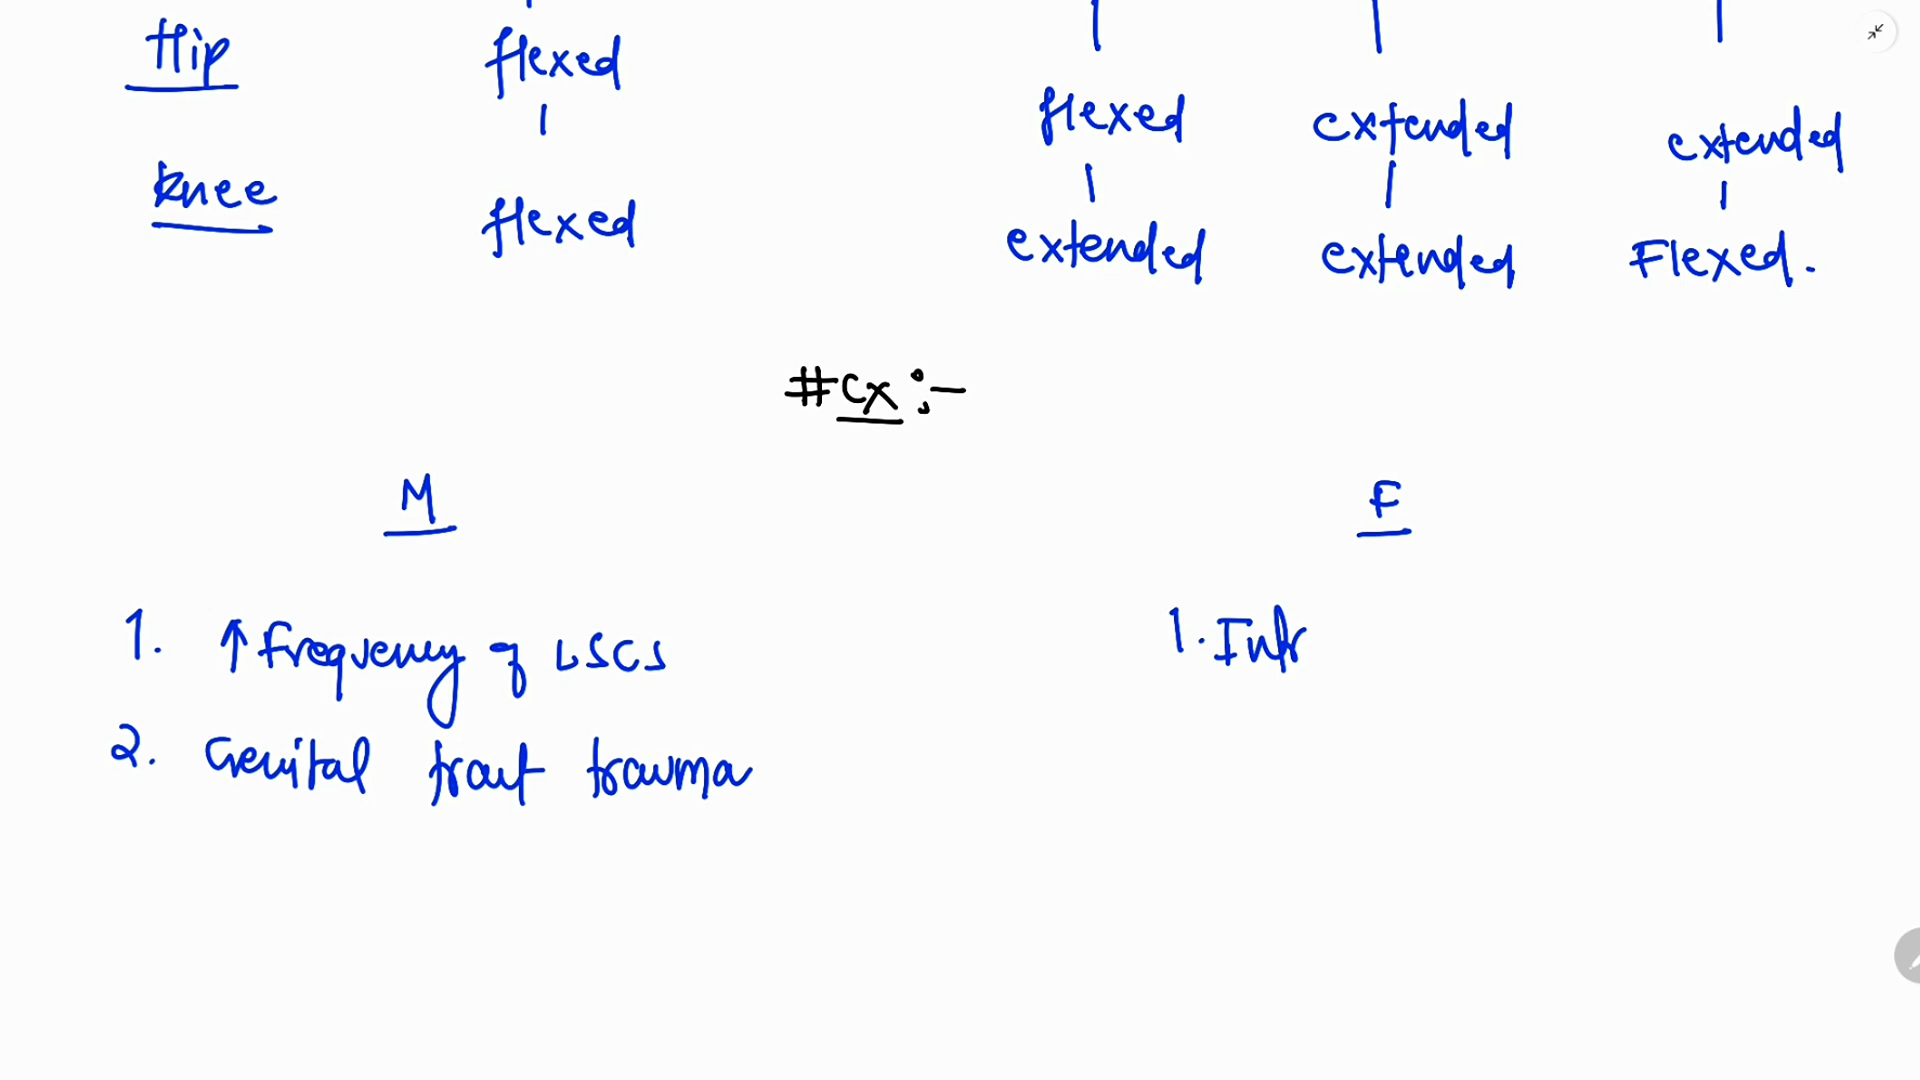 Hip flexed flexed extended extended
Knee flexed extended extended Flexed.
#Cx :-
M F
1. ↑ frequency of LSCS 1. Intr
2. Genital tract trauma